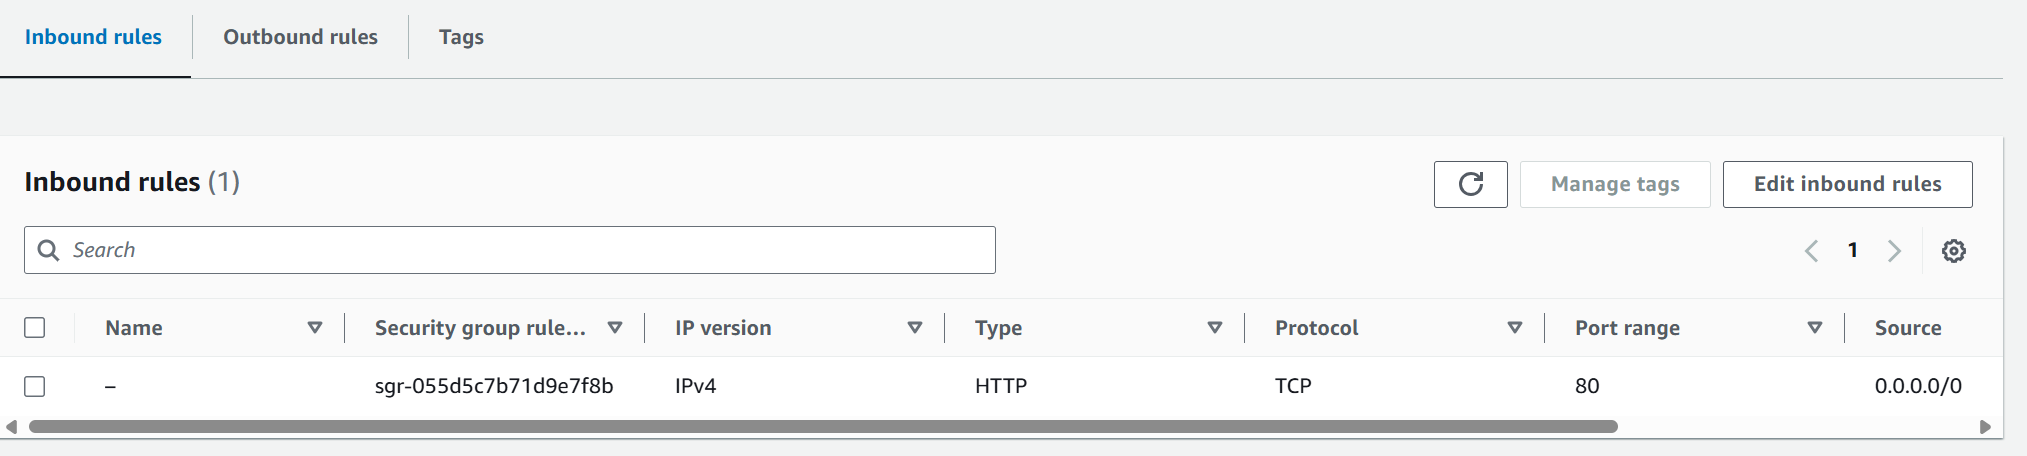 Inbound rules Outbound rules Tags
Inbound rules (1) Manage tags Edit inbound rules
Search 1
Name Security group rule... IP version Type Protocol Port range Source
– sgr-055d5c7b71d9e7f8b IPv4 HTTP TCP 80 0.0.0.0/0